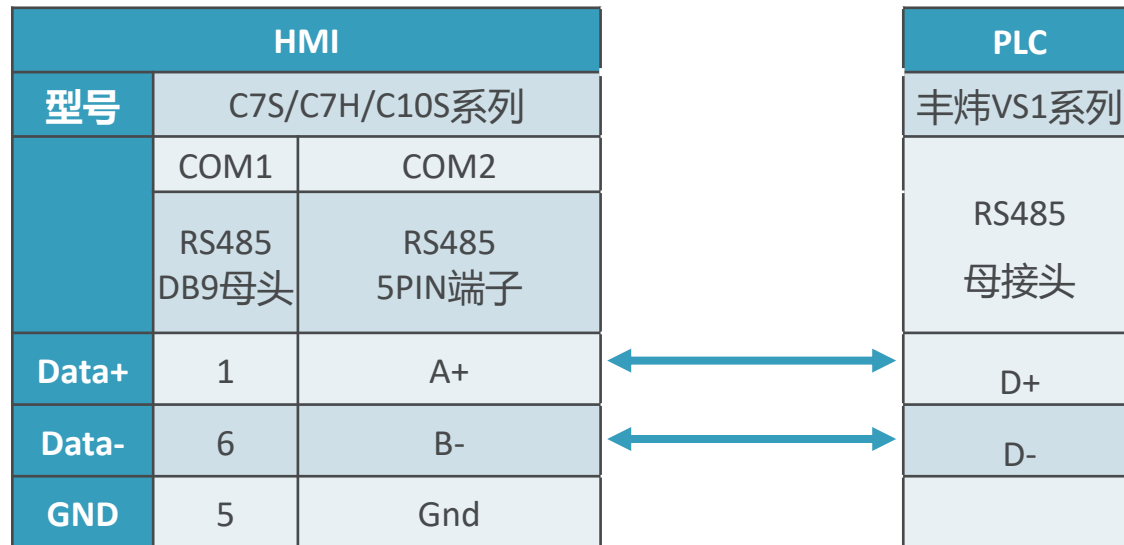 HMI
PLC
型号
C7S/C7H/C10S系列
丰炜VS1系列
COM1
COM2
RS485
DB9母头
RS485
5PIN端子
RS485
母接头
Data+
1
A+
D+
Data-
6
B-
D-
GND
5
Gnd